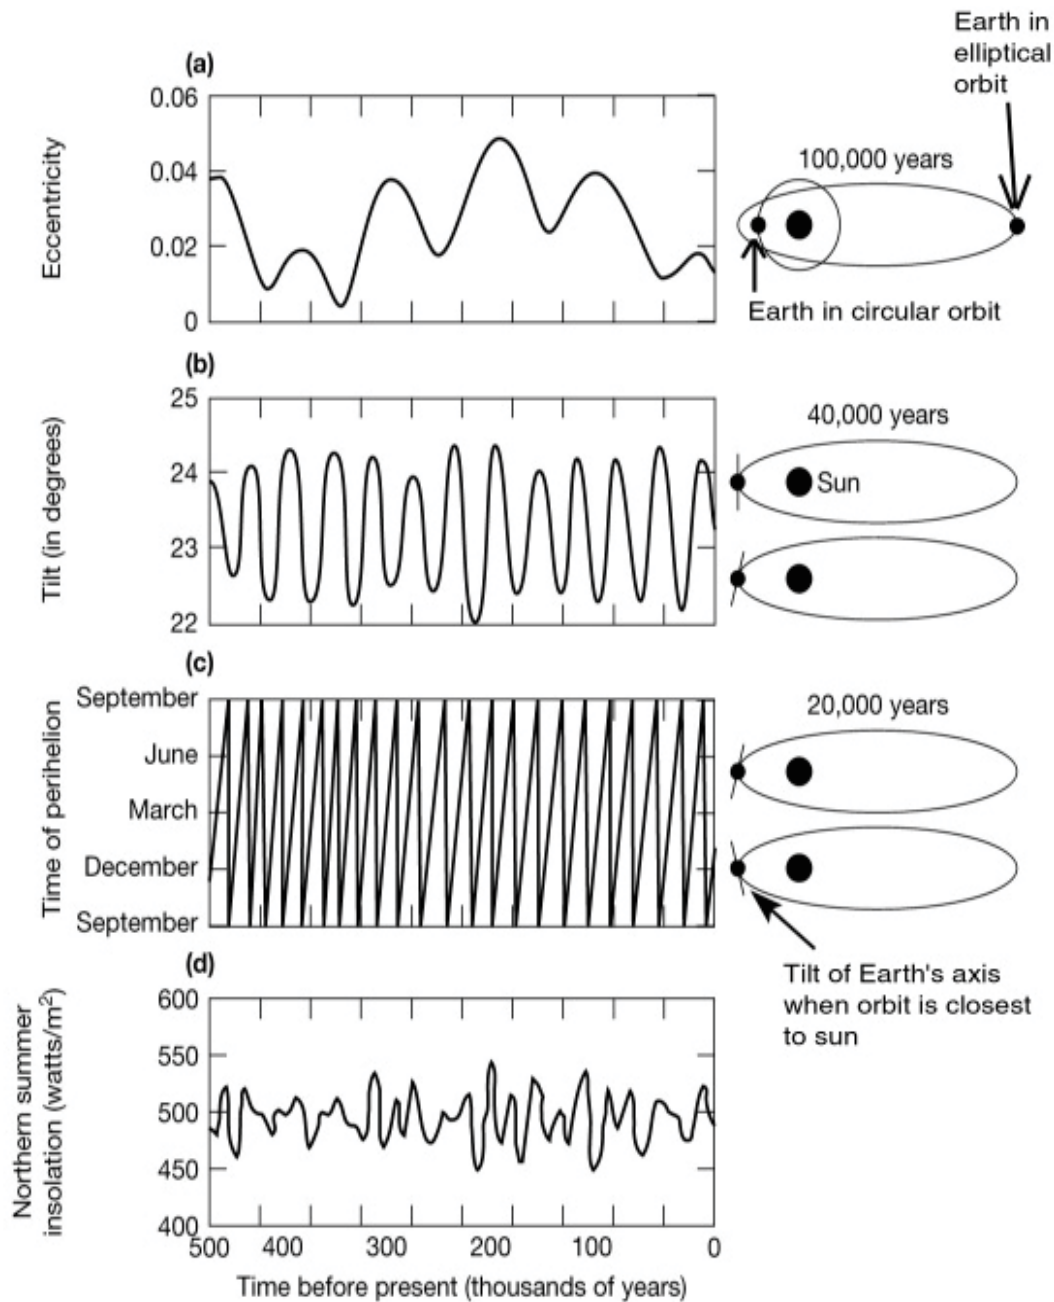 Earth in
elliptical
orbit
(a)
Eccentricity
0.06
0.04
0.02
0
100,000 years
Earth in circular orbit
(b)
Tilt (in degrees)
25
24
23
22
40,000 years
Sun
(c)
Time of perihelion
September
June
March
December
September
20,000 years
Tilt of Earth's axis
when orbit is closest
to sun
(d)
Northern summer
insolation (watts/m²)
600
550
500
450
400
500 400 300 200 100 0
Time before present (thousands of years)